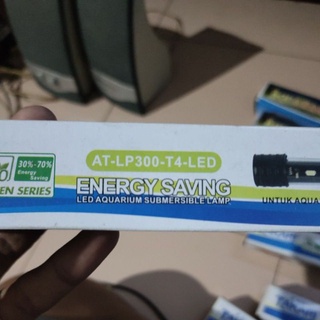 30%-70%
Energy
Saving
EN SERIES
AT-LP300-T4-LED
ENERGY SAVING
LED AQUARIUM SUBMERSIBLE LAMP
UNTUK AQUA